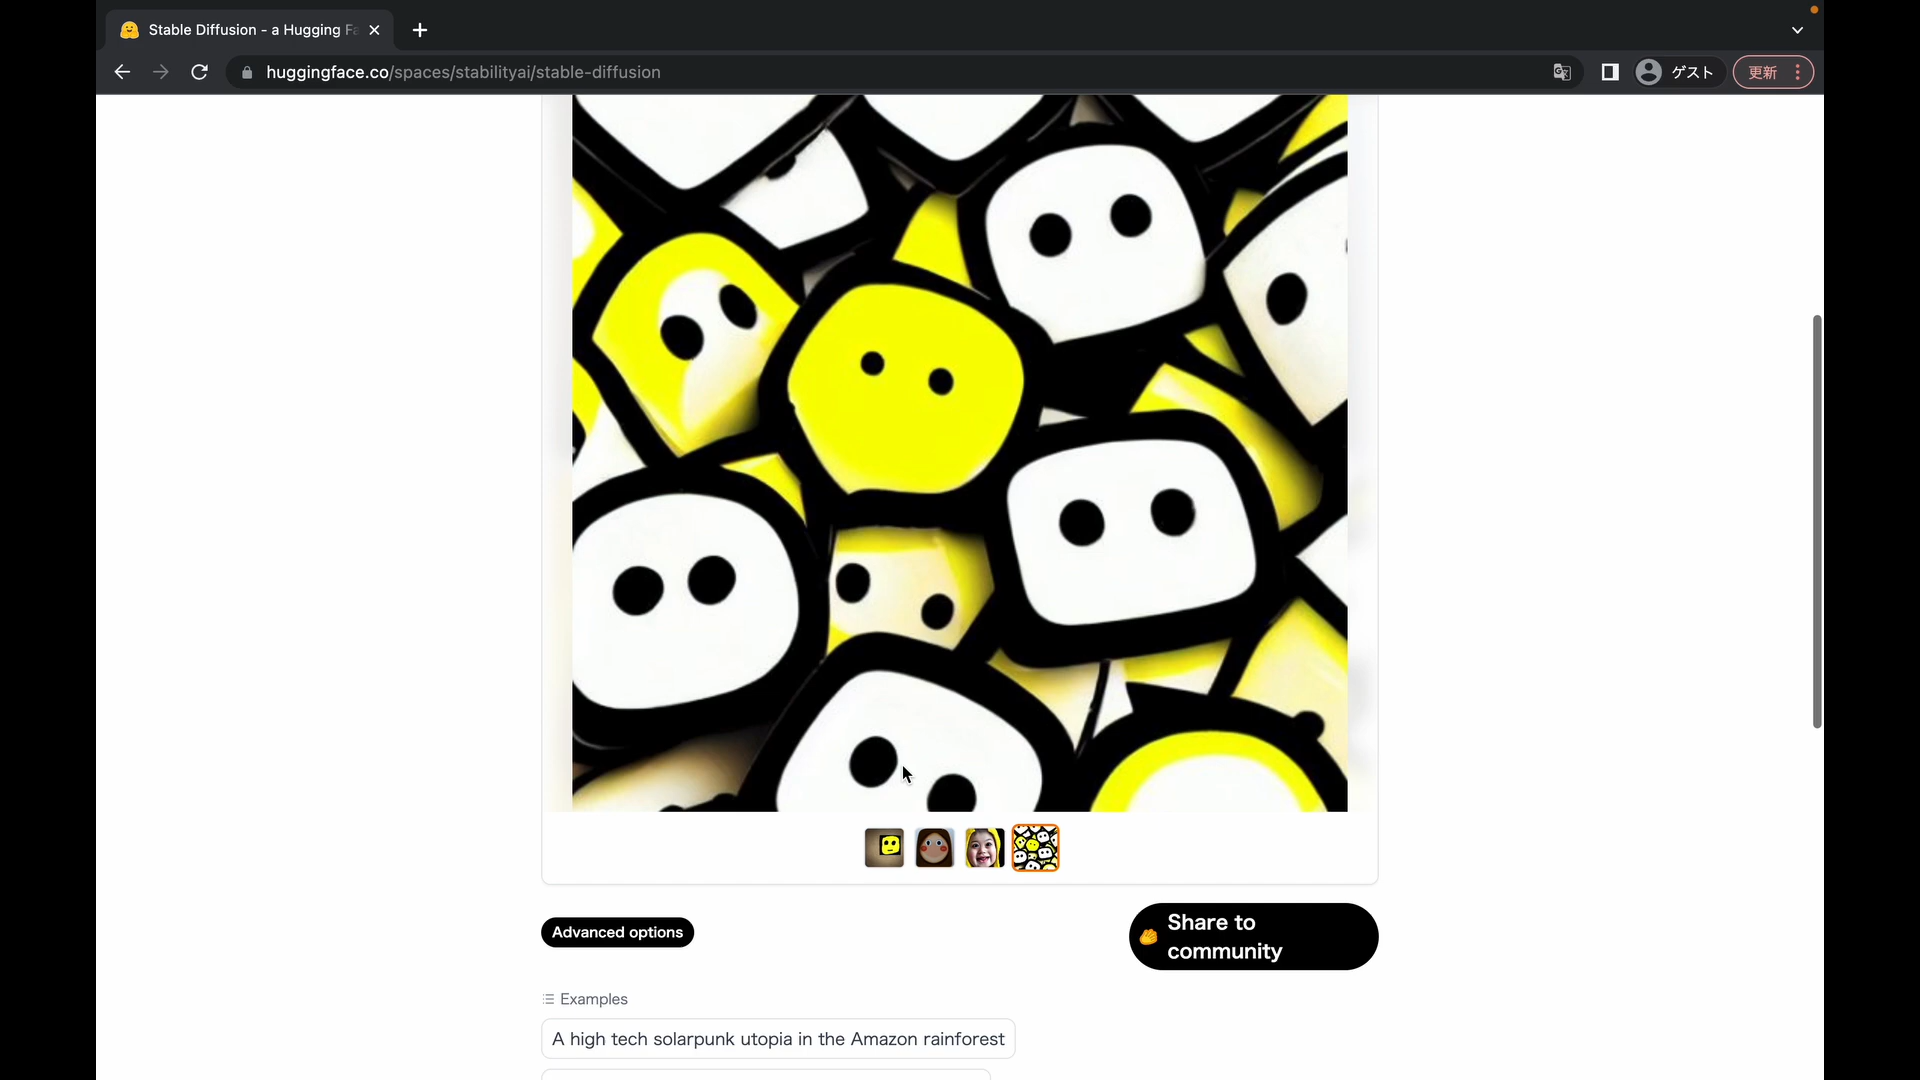 Stable Diffusion - a Hugging Fa
huggingface.co/spaces/stabilityai/stable-diffusion
ゲスト
更新
Advanced options
Share to
community
Examples
A high tech solarpunk utopia in the Amazon rainforest